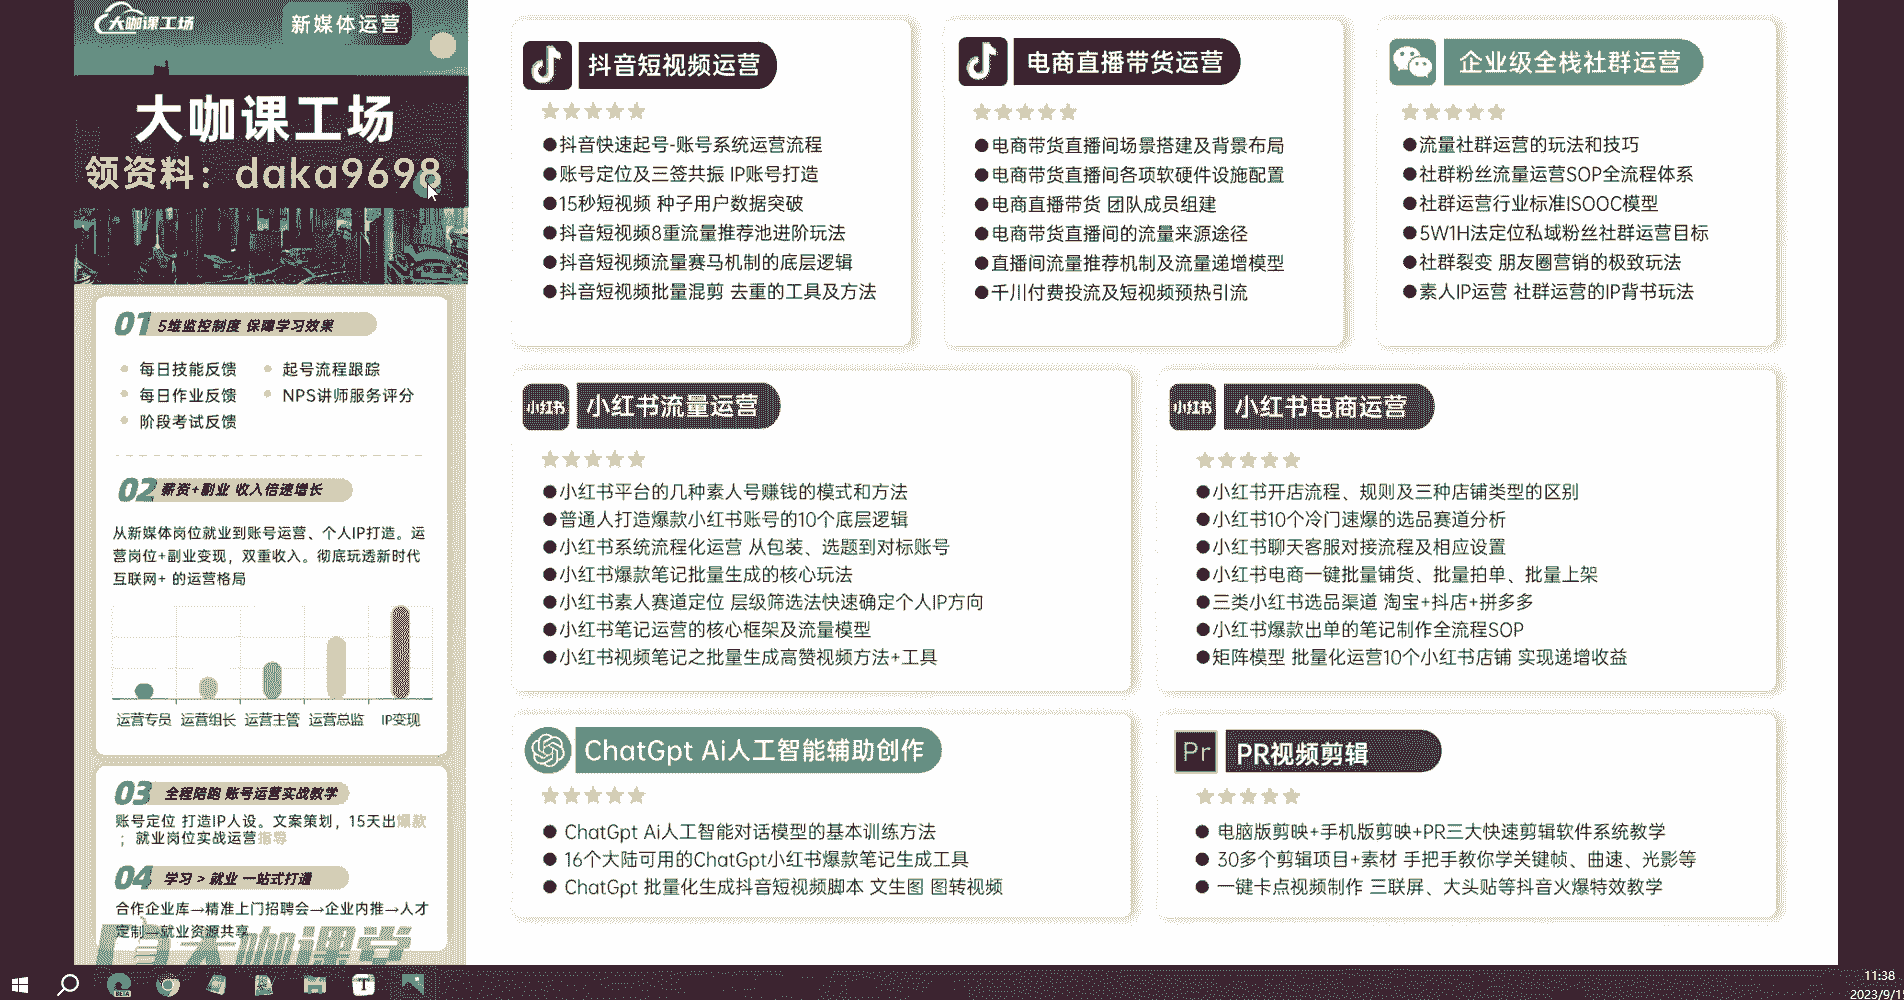 大咖课工场
新媒体运营
大咖课工场
领资料：daka9698
01 5维监控制度 保障学习效果
每日技能反馈
起号流程跟踪
每日作业反馈
NPS讲师服务评分
阶段考试反馈
02 薪资+副业 收入倍速增长
从新媒体岗位就业到账号运营、个人IP打造。运
营岗位+副业变现，双重收入。彻底玩透新时代
互联网+ 的运营格局
运营专员 运营组长 运营主管 运营总监 IP变现
03 全程陪跑 账号运营实战教学
账号定位 打造IP人设。文案策划，15天出爆款
；就业岗位实战运营指导
04 学习 > 就业 一站式打通
合作企业库→精准上门招聘会→企业内推→人才
定制→就业资源共享
大咖课堂
抖音短视频运营
●抖音快速起号-账号系统运营流程
●账号定位及三签共振 IP账号打造
●15秒短视频 种子用户数据突破
●抖音短视频8重流量推荐池进阶玩法
●抖音短视频流量赛马机制的底层逻辑
●抖音短视频批量混剪 去重的工具及方法
电商直播带货运营
●电商带货直播间场景搭建及背景布局
●电商带货直播间各项软硬件设施配置
●电商直播带货 团队成员组建
●电商带货直播间的流量来源途径
●直播间流量推荐机制及流量递增模型
●千川付费投流及短视频预热引流
企业级全栈社群运营
●流量社群运营的玩法和技巧
●社群粉丝流量运营SOP全流程体系
●社群运营行业标准ISOOC模型
●5W1H法定位私域粉丝社群运营目标
●社群裂变 朋友圈营销的极致玩法
●素人IP运营 社群运营的IP背书玩法
小红书 小红书流量运营
●小红书平台的几种素人号赚钱的模式和方法
●普通人打造爆款小红书账号的10个底层逻辑
●小红书系统流程化运营 从包装、选题到对标账号
●小红书爆款笔记批量生成的核心玩法
●小红书素人赛道定位 层级筛选法快速确定个人IP方向
●小红书笔记运营的核心框架及流量模型
●小红书视频笔记之批量生成高赞视频方法+工具
小红书 小红书电商运营
●小红书开店流程、规则及三种店铺类型的区别
●小红书10个冷门速爆的选品赛道分析
●小红书聊天客服对接流程及相应设置
●小红书电商一键批量铺货、批量拍单、批量上架
●三类小红书选品渠道 淘宝+抖店+拼多多
●小红书爆款出单的笔记制作全流程SOP
●矩阵模型 批量化运营10个小红书店铺 实现递增收益
ChatGpt Ai人工智能辅助创作
● ChatGpt Ai人工智能对话模型的基本训练方法
● 16个大陆可用的ChatGpt小红书爆款笔记生成工具
● ChatGpt 批量化生成抖音短视频脚本 文生图 图转视频
Pr PR视频剪辑
● 电脑版剪映+手机版剪映+PR三大快速剪辑软件系统教学
● 30多个剪辑项目+素材 手把手教你学关键帧、曲速、光影等
● 一键卡点视频制作 三联屏、大头贴等抖音火爆特效教学
BETA
T
11:38
2023/9/1